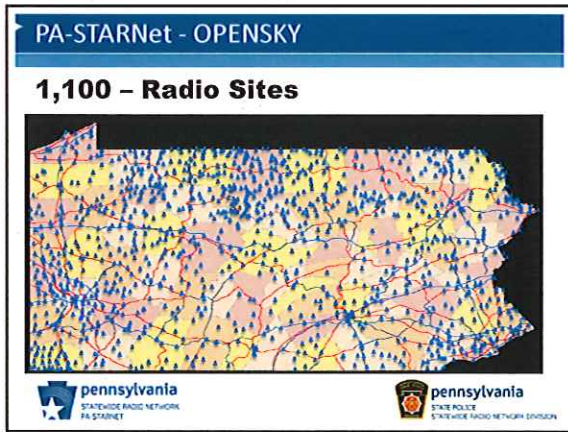 PA-STARNet - OPENSKY
1,100 – Radio Sites
pennsylvania
STATEWIDE RADIO NETWORK
PA STARNET
pennsylvania
STATE POLICE
STATEWIDE RADIO NETWORK DIVISION